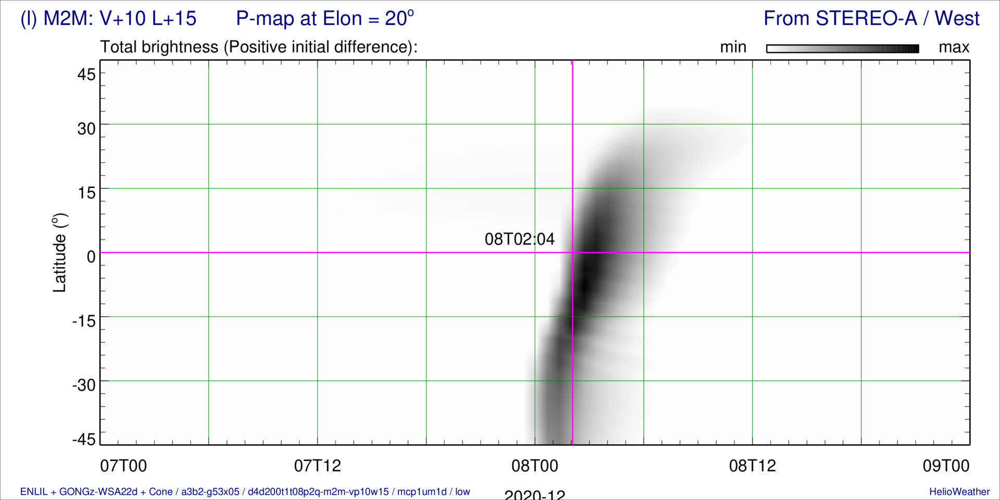 (l) M2M: V+10 L+15 P-map at Elon = 20° From STEREO-A / West
Total brightness (Positive initial difference): min max
45
30
15
08T02:04
0
-15
-30
-45
Latitude (°)
07T00 07T12 08T00 08T12 09T00
2020-12
ENLIL + GONGz-WSA22d + Cone / a3b2-g53x05 / d4d200t1t08p2q-m2m-vp10w15 / mcp1um1d / low HelioWeather